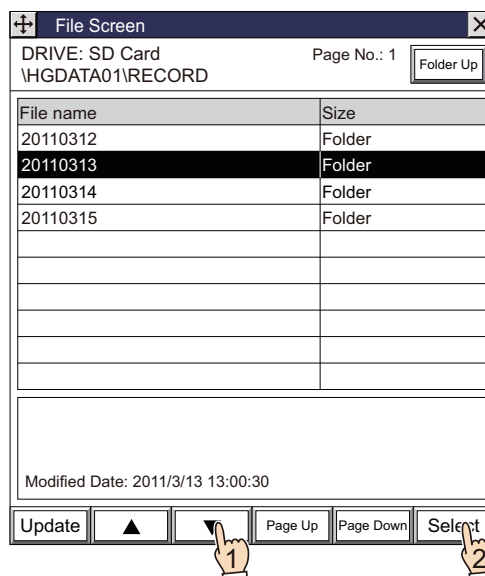 File Screen
DRIVE: SD Card Page No.: 1 Folder Up
\HGDATA01\RECORD
File name Size
20110312 Folder
20110313 Folder
20110314 Folder
20110315 Folder
Modified Date: 2011/3/13 13:00:30
Update ▲ ▼ Page Up Page Down Select
1 2